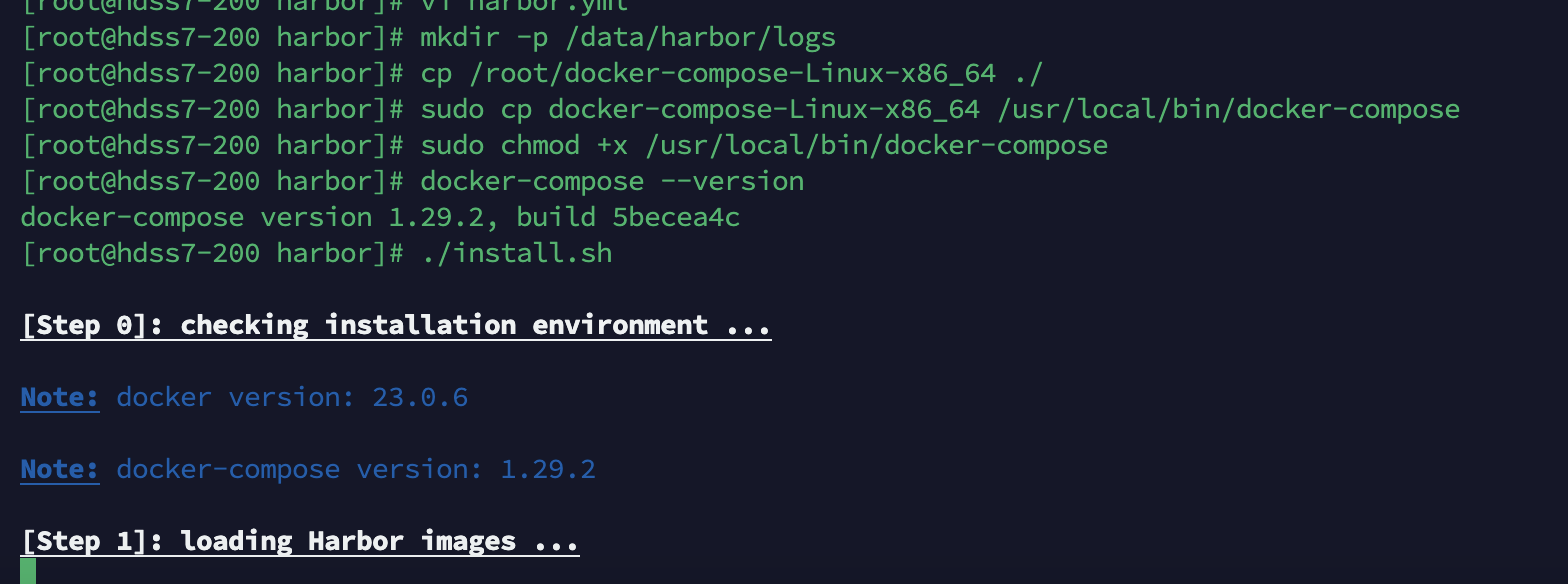 [root@hdss7-200 harbor]# vi harbor.yml
[root@hdss7-200 harbor]# mkdir -p /data/harbor/logs
[root@hdss7-200 harbor]# cp /root/docker-compose-Linux-x86_64 ./
[root@hdss7-200 harbor]# sudo cp docker-compose-Linux-x86_64 /usr/local/bin/docker-compose
[root@hdss7-200 harbor]# sudo chmod +x /usr/local/bin/docker-compose
[root@hdss7-200 harbor]# docker-compose --version
docker-compose version 1.29.2, build 5becea4c
[root@hdss7-200 harbor]# ./install.sh
[Step 0]: checking installation environment ...
Note: docker version: 23.0.6
Note: docker-compose version: 1.29.2
[Step 1]: loading Harbor images ...